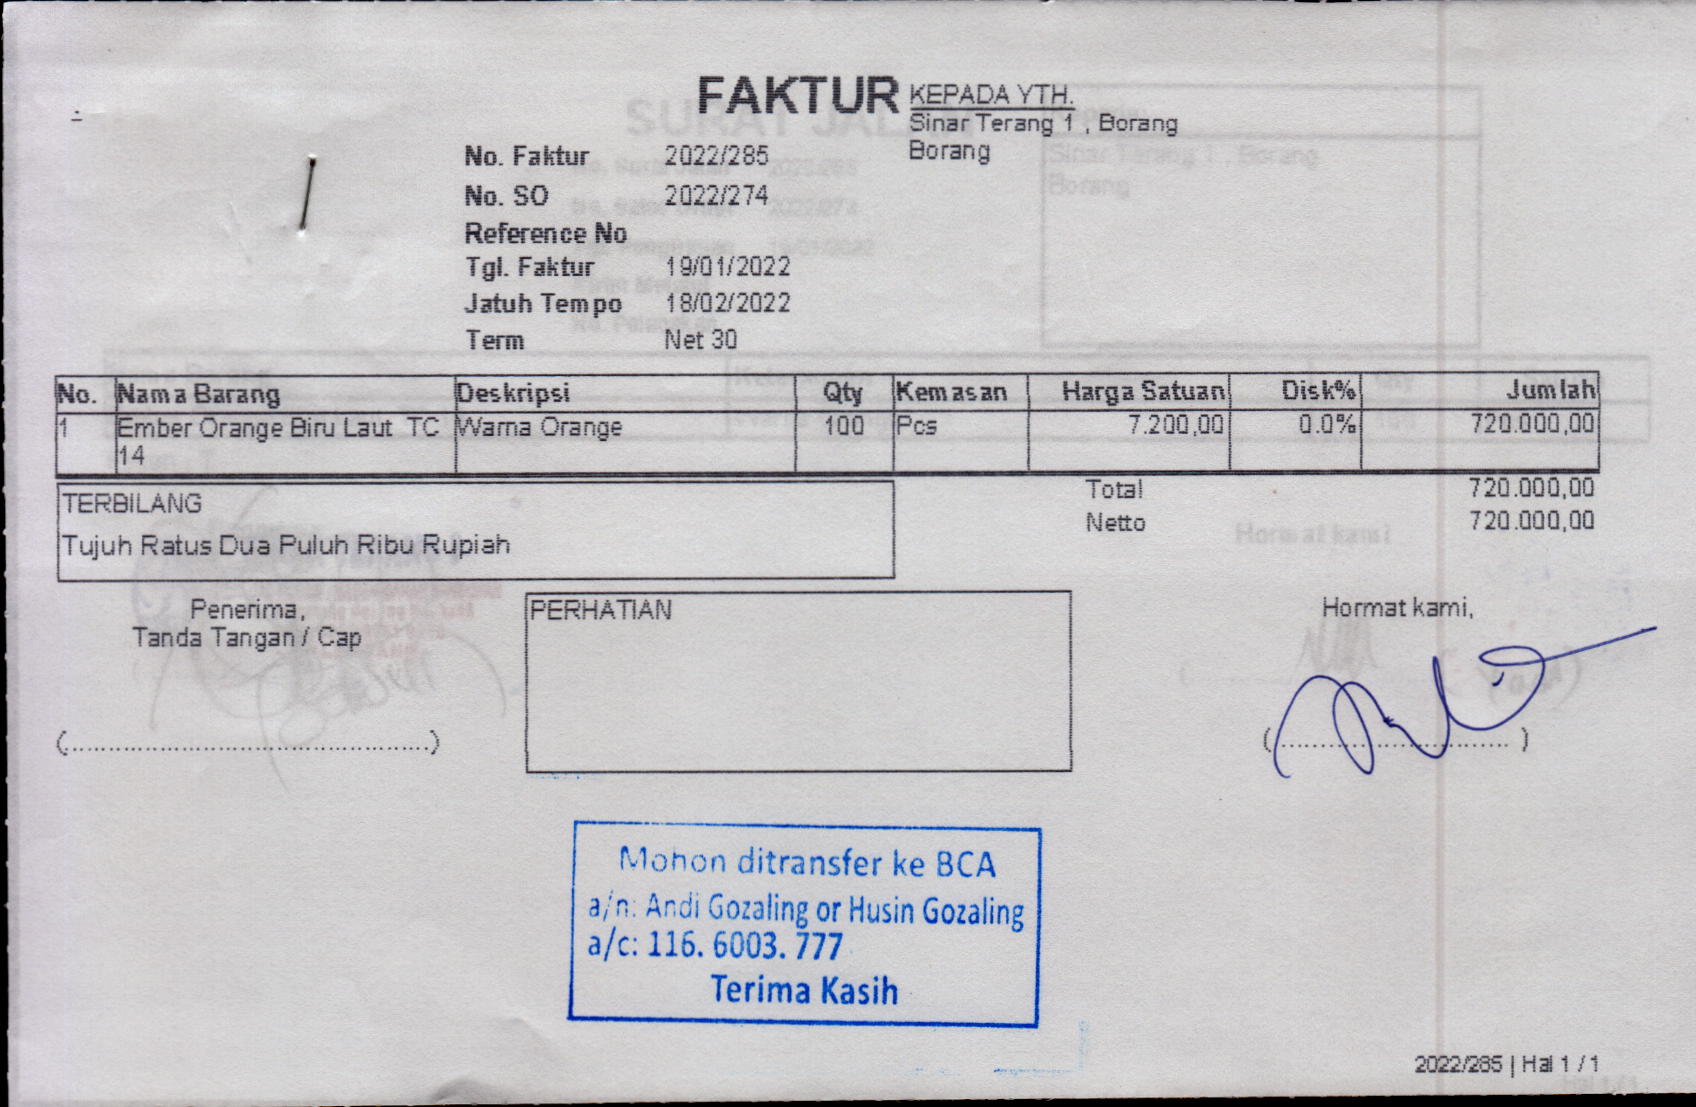 FAKTUR
KEPADA YTH.
Sinar Terang 1 , Borang
Borang
No. Faktur 2022/285
No. SO 2022/274
Reference No
Tgl. Faktur 19/01/2022
Jatuh Tempo 18/02/2022
Term Net 30
No. Nama Barang Deskripsi Qty Kemasan Harga Satuan Disk% Jumlah
1 Ember Orange Biru Laut TC Warna Orange 100 Pcs 7.200,00 0.0% 720.000,00
14
Total 720.000,00
Netto 720.000,00
TERBILANG
Tujuh Ratus Dua Puluh Ribu Rupiah
Penerima,
Tanda Tangan / Cap
(................................................)
PERHATIAN
Hormat kami,
(.............................. )
Mohon ditransfer ke BCA
a/n: Andi Gozaling or Husin Gozaling
a/c: 116. 6003. 777
Terima Kasih
2022/285 | Hal 1 / 1